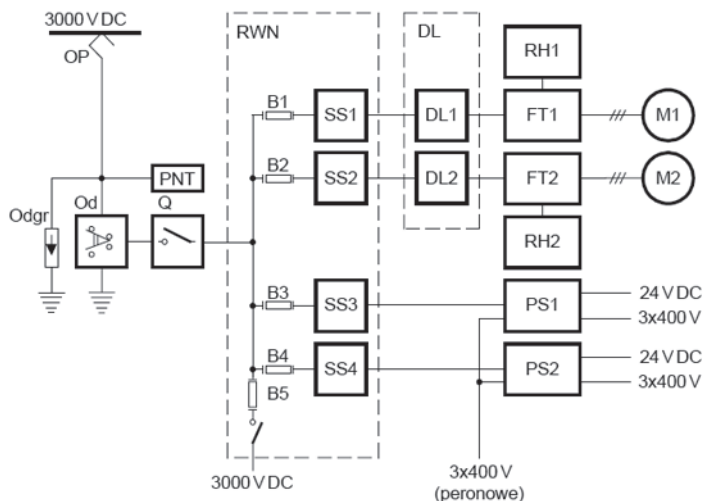 3000 V DC
OP
RWN
DL
RH1
B1
SS1
DL1
FT1
M1
B2
SS2
DL2
FT2
M2
PNT
Odgr
Od
Q
RH2
B3
SS3
PS1
24 V DC
3x400 V
B4
SS4
PS2
24 V DC
3x400 V
B5
3000 V DC
3x400 V
(peronowe)